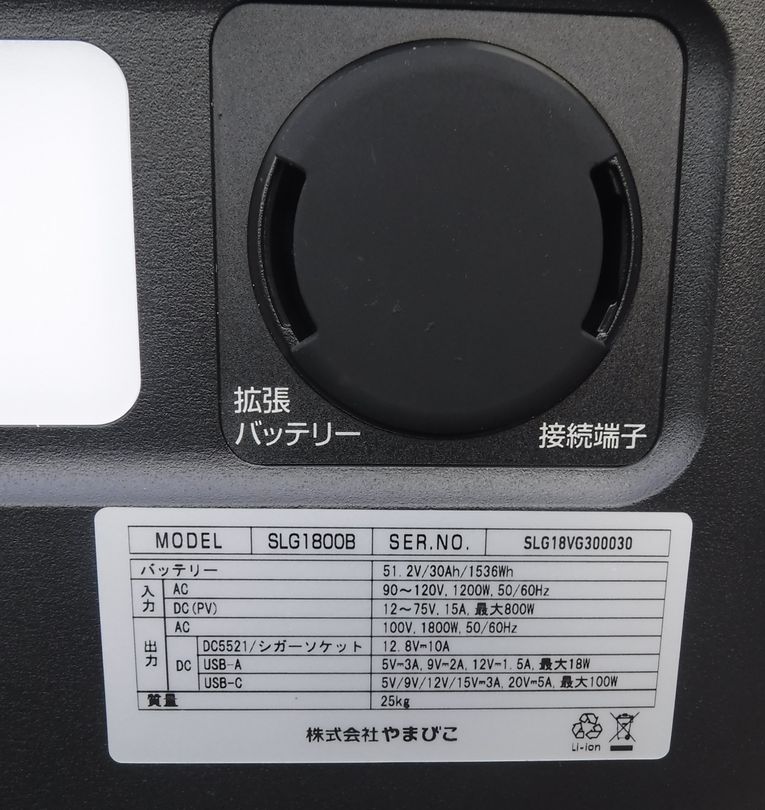 拡張
バッテリー
接続端子
MODEL SLG1800B SER.NO. SLG18VG300030
バッテリー 51.2V/30Ah/1536Wh
入力 AC 90～120V, 1200W, 50/60Hz
DC(PV) 12～75V, 15A, 最大800W
出力 AC 100V, 1800W, 50/60Hz
DC DC5521/シガーソケット 12.8V⎓10A
USB-A 5V⎓3A, 9V⎓2A, 12V⎓1.5A, 最大18W
USB-C 5V/9V/12V/15V⎓3A, 20V⎓5A, 最大100W
質量 25kg
株式会社やまびこ
Li-ion